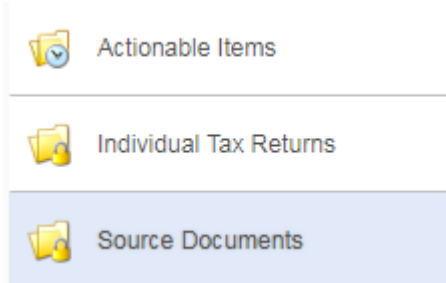 Actionable Items
Individual Tax Returns
Source Documents